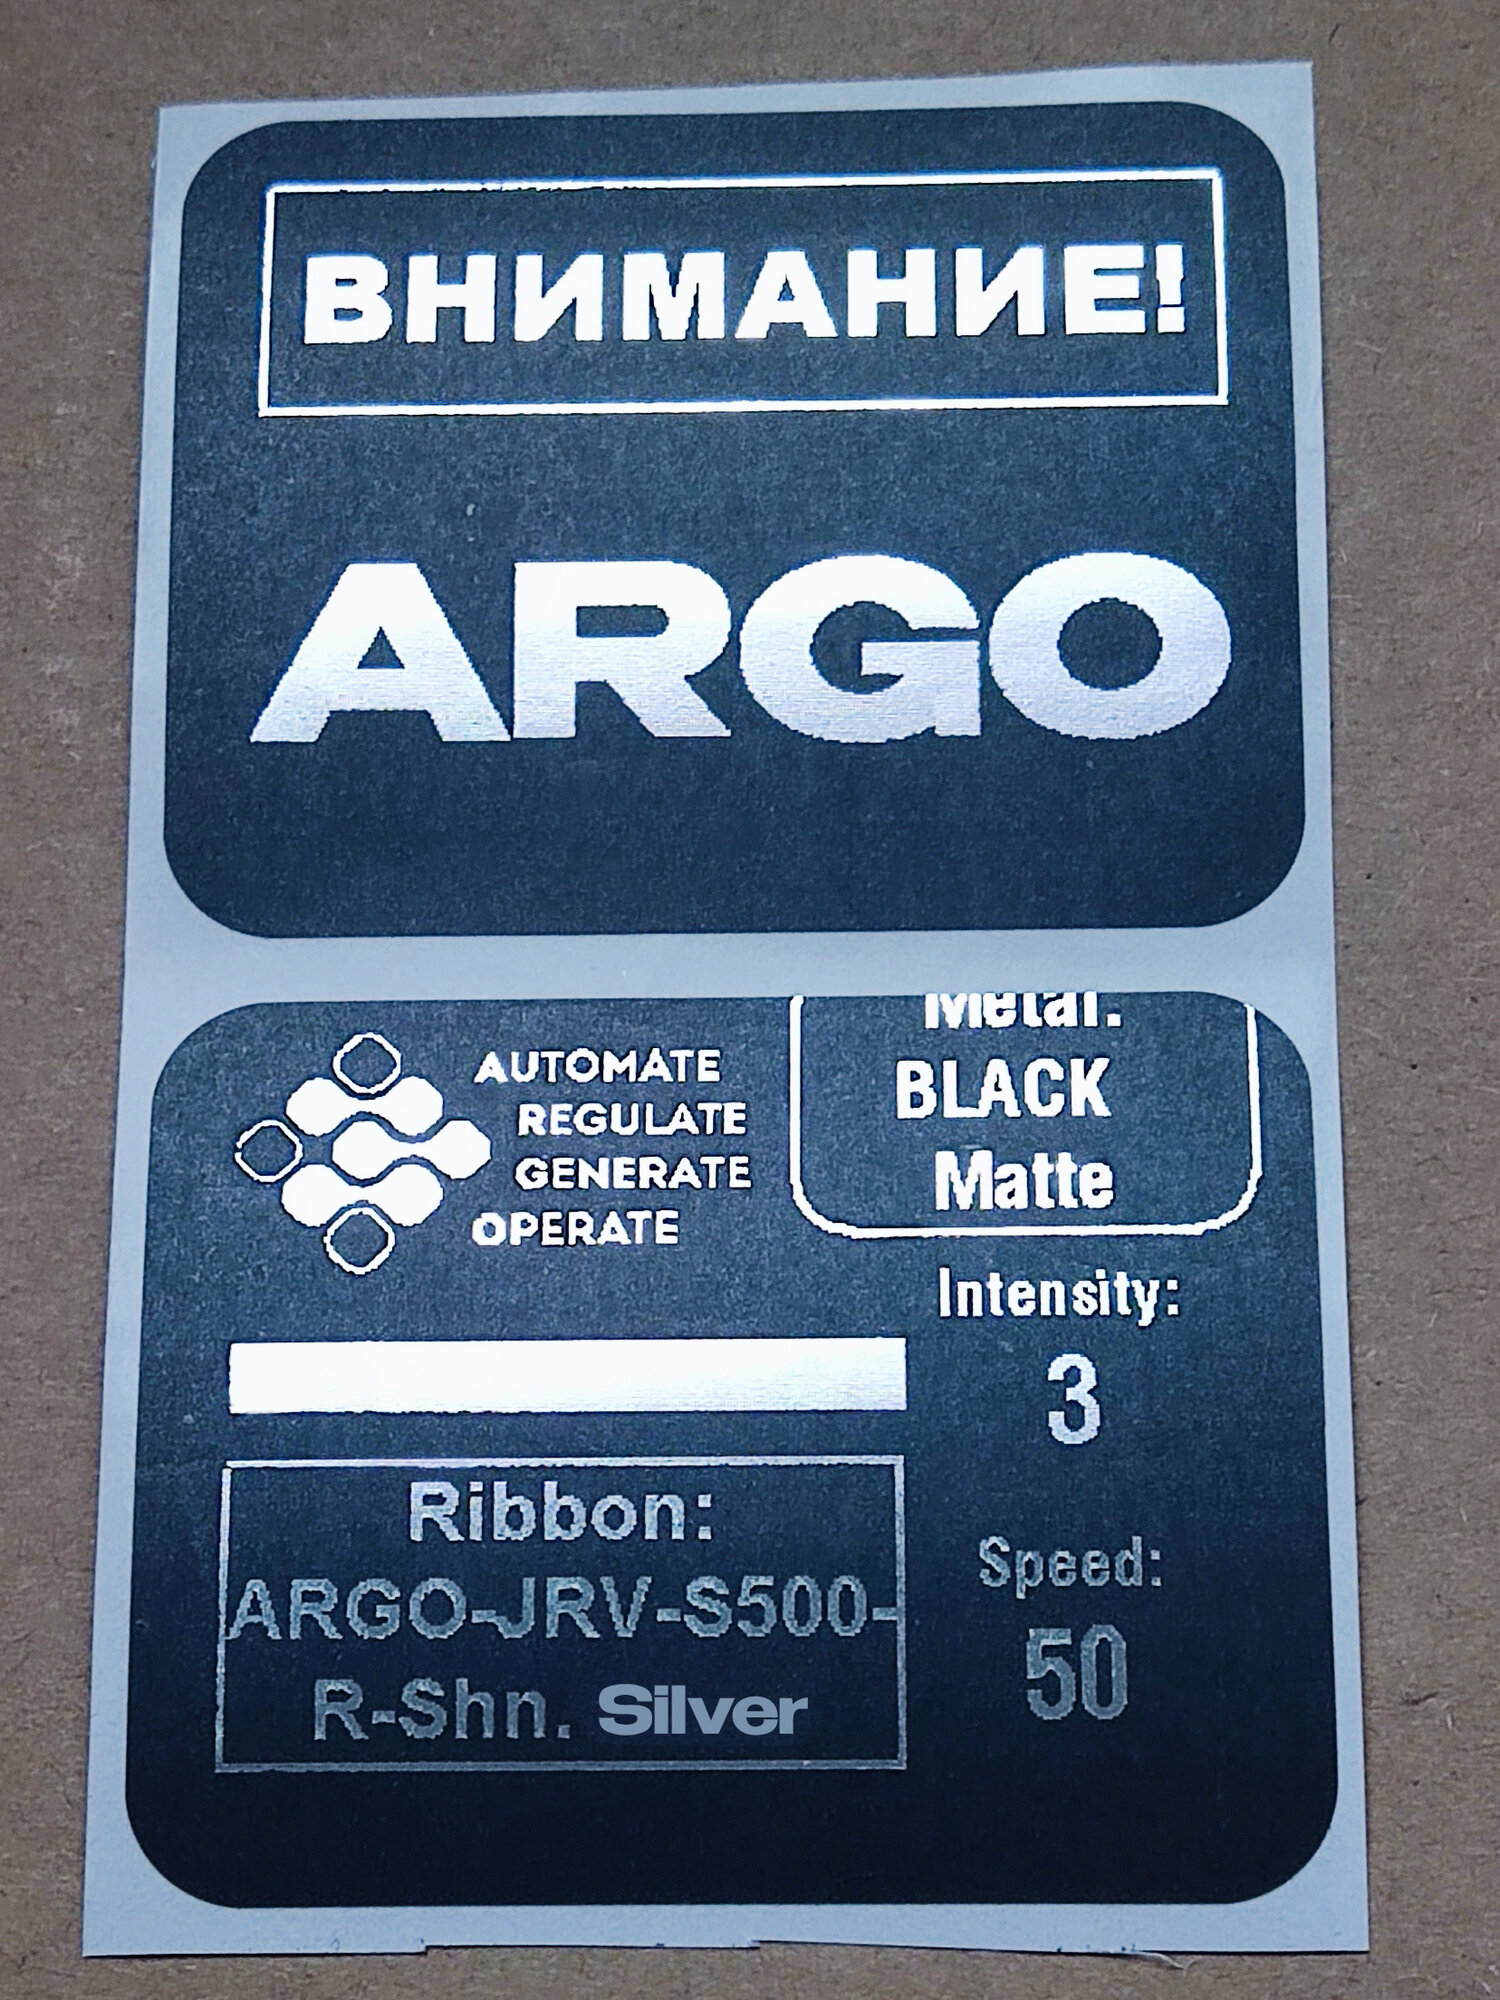 ВНИМАНИЕ!
ARGO
AUTOMATE
REGULATE
GENERATE
OPERATE
Metal.
BLACK
Matte
Intensity:
3
Ribbon:
ARGO-JRV-S500-
R-Shn. Silver
Speed:
50